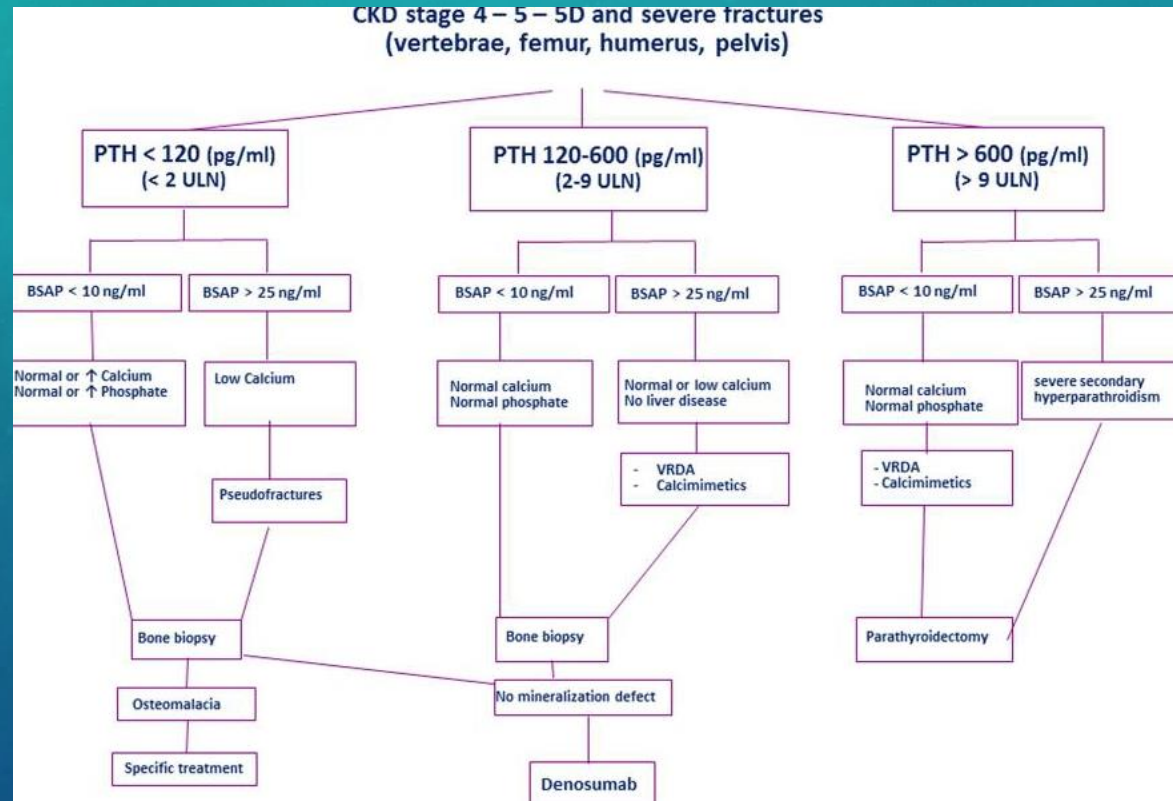 CKD stage 4 – 5 – 5D and severe fractures
(vertebrae, femur, humerus, pelvis)
PTH < 120 (pg/ml)
(< 2 ULN)
PTH 120-600 (pg/ml)
(2-9 ULN)
PTH > 600 (pg/ml)
(> 9 ULN)
BSAP < 10 ng/ml
BSAP > 25 ng/ml
BSAP < 10 ng/ml
BSAP > 25 ng/ml
BSAP < 10 ng/ml
BSAP > 25 ng/ml
Normal or ↑ Calcium
Normal or ↑ Phosphate
Low Calcium
Normal calcium
Normal phosphate
Normal or low calcium
No liver disease
Normal calcium
Normal phosphate
severe secondary
hyperparathroidism
- VRDA
- Calcimimetics
- VRDA
- Calcimimetics
Pseudofractures
Bone biopsy
Bone biopsy
Parathyroidectomy
Osteomalacia
No mineralization defect
Specific treatment
Denosumab